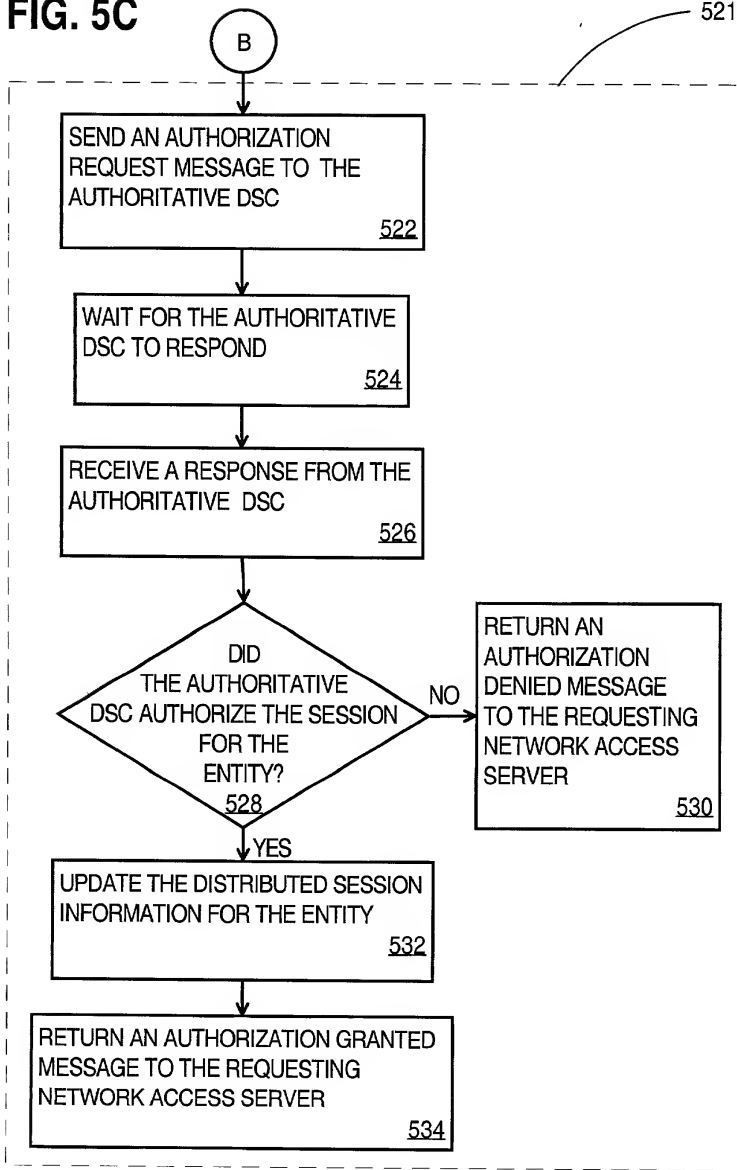 FIG. 5C
521
B
SEND AN AUTHORIZATION
REQUEST MESSAGE TO THE
AUTHORITATIVE DSC
522
WAIT FOR THE AUTHORITATIVE
DSC TO RESPOND
524
RECEIVE A RESPONSE FROM THE
AUTHORITATIVE DSC
526
DID
THE AUTHORITATIVE
DSC AUTHORIZE THE SESSION
FOR THE
ENTITY?
528
NO
RETURN AN
AUTHORIZATION
DENIED MESSAGE
TO THE REQUESTING
NETWORK ACCESS
SERVER
530
YES
UPDATE THE DISTRIBUTED SESSION
INFORMATION FOR THE ENTITY
532
RETURN AN AUTHORIZATION GRANTED
MESSAGE TO THE REQUESTING
NETWORK ACCESS SERVER
534